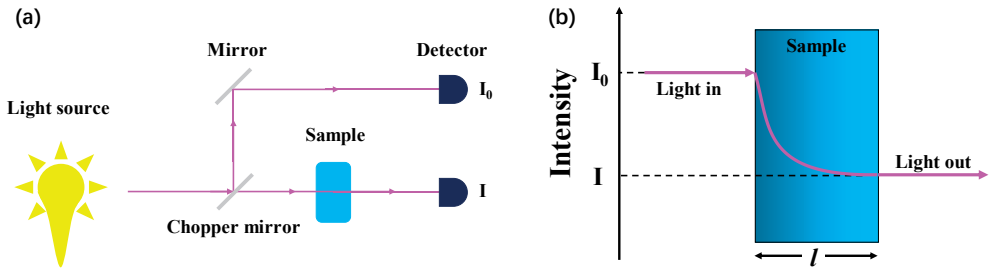 (a)
Mirror
Detector
I₀
Light source
Sample
I
Chopper mirror
(b)
Intensity
I₀
I
Sample
Light in
Light out
l